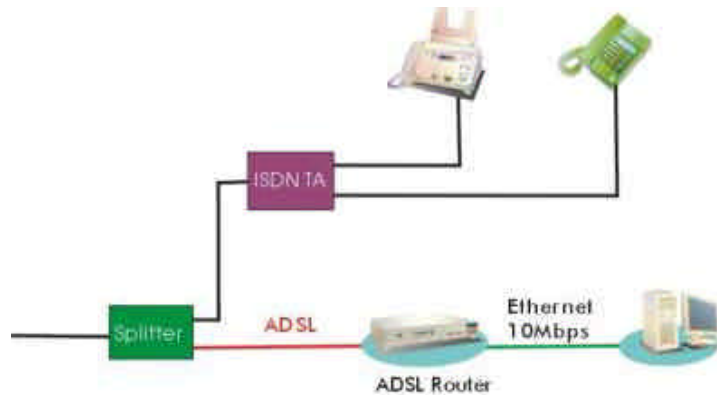 ISDN TA
Splitter
ADSL
Ethernet
10Mbps
ADSL Router